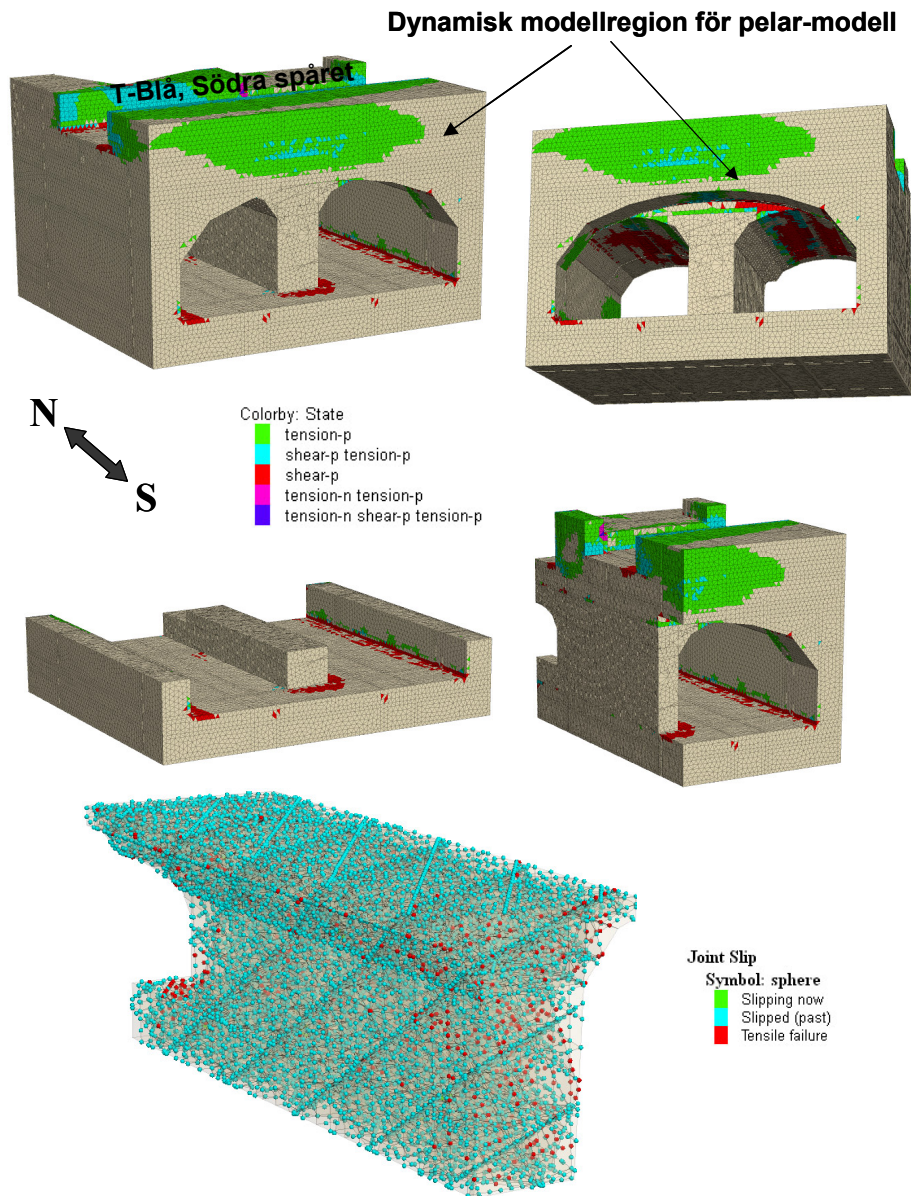 Dynamisk modellregion för pelar-modell
T-Blå, Södra spåret
N
S
Colorby: State
tension-p
shear-p tension-p
shear-p
tension-n tension-p
tension-n shear-p tension-p
Joint Slip
Symbol: sphere
Slipping now
Slipped (past)
Tensile failure